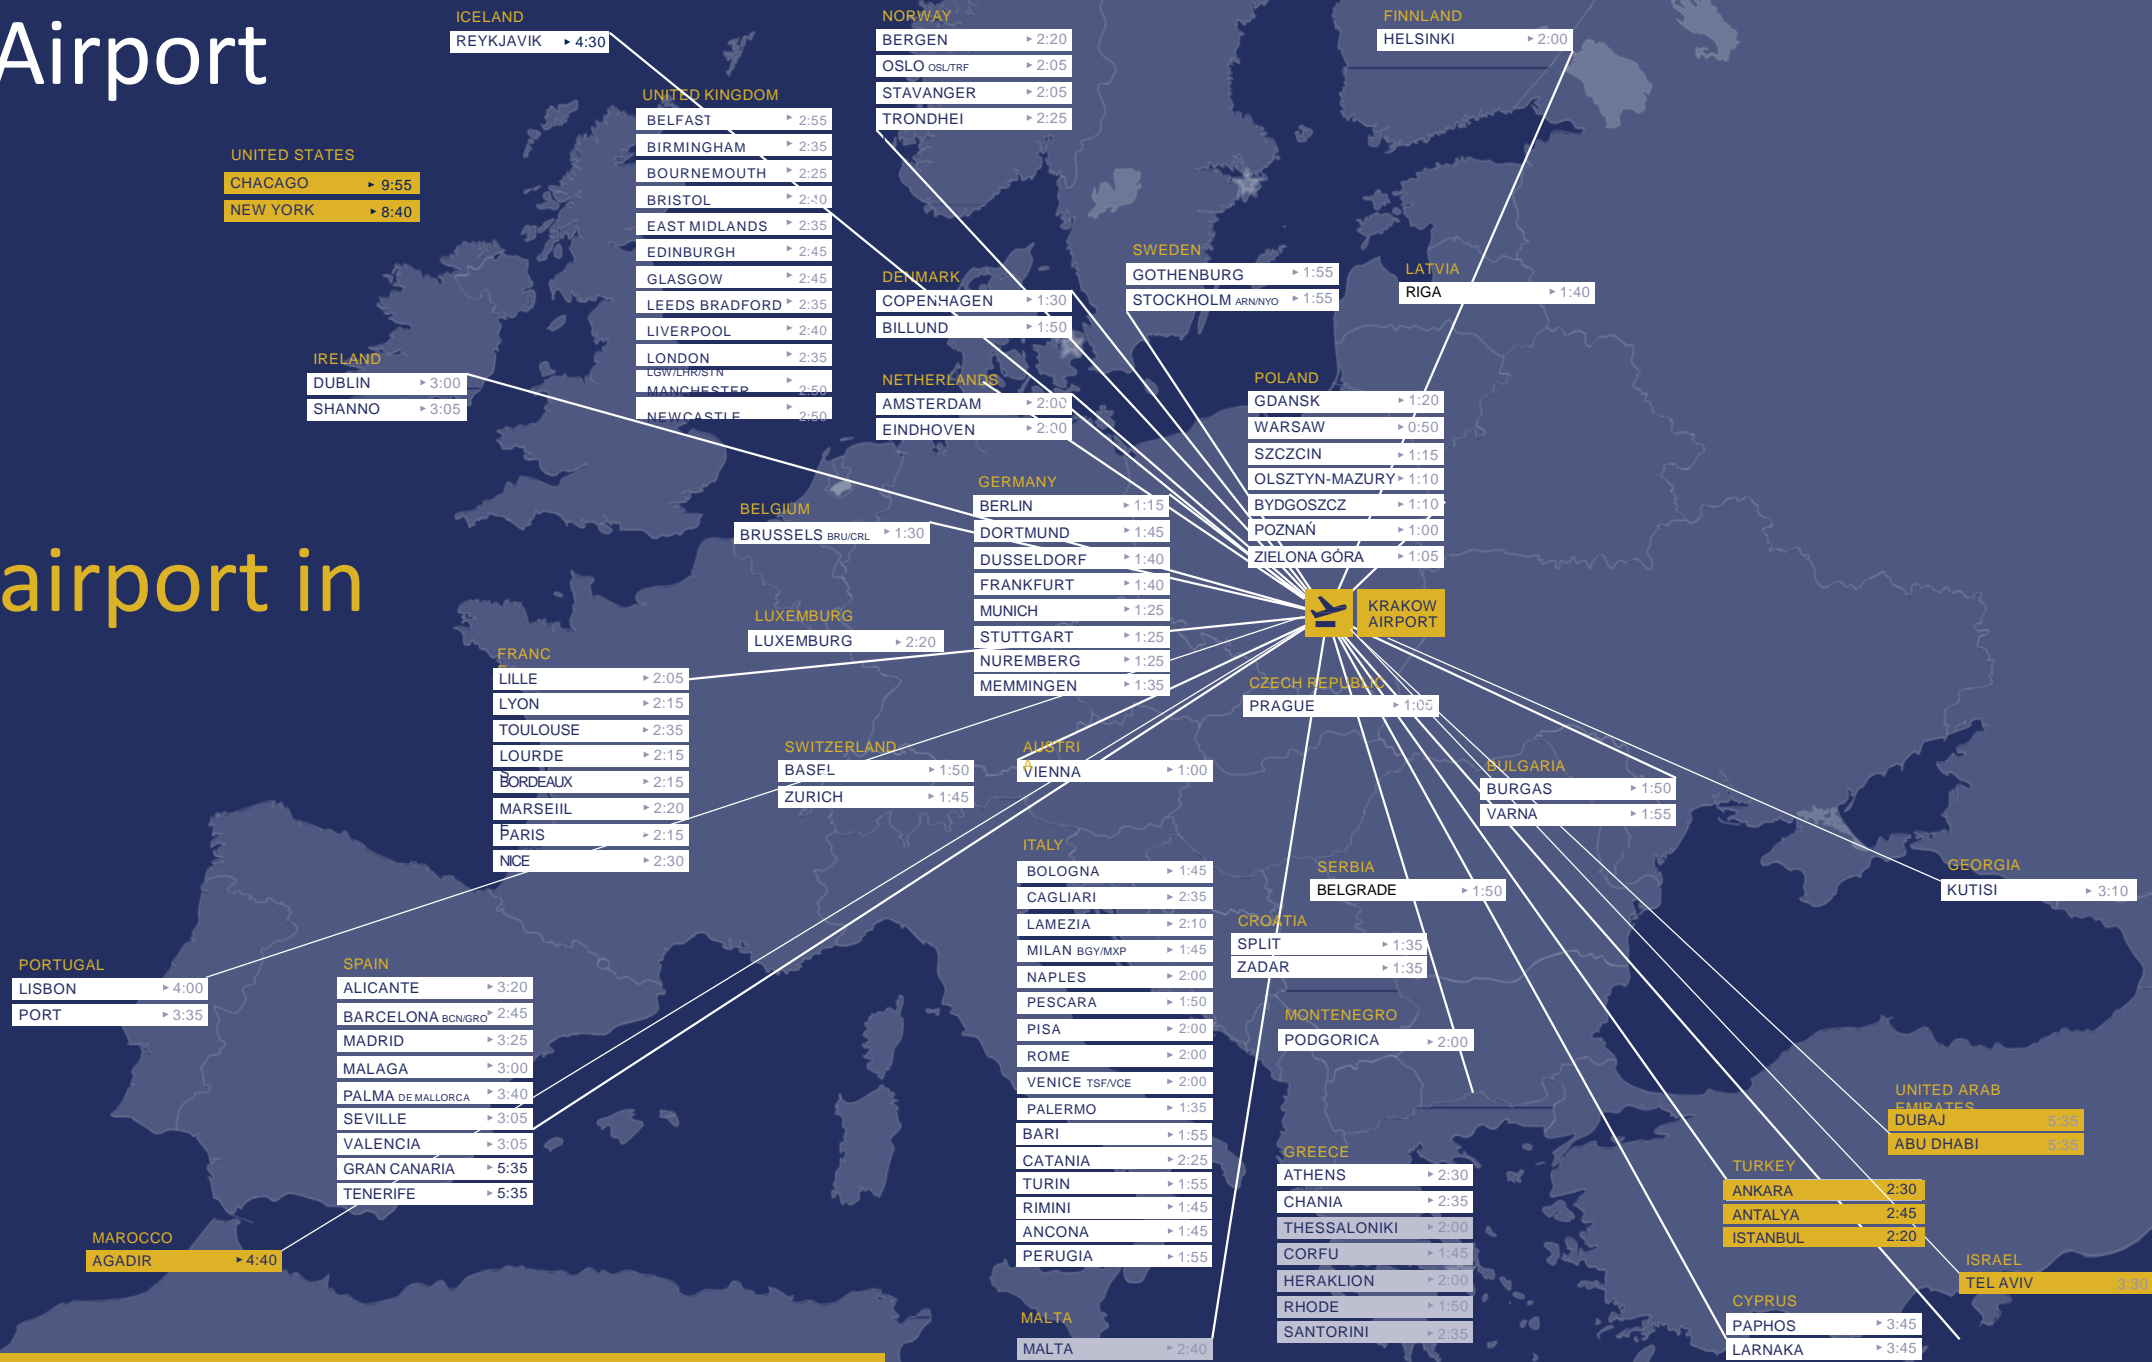 Airport
airport in
ICELAND
REYKJAVIK ▸ 4:30
NORWAY
BERGEN ▸ 2:20
OSLO OSL/TRF ▸ 2:05
STAVANGER ▸ 2:05
TRONDHEI ▸ 2:25
FINNLAND
HELSINKI ▸ 2:00
UNITED STATES
CHACAGO ▸ 9:55
NEW YORK ▸ 8:40
UNITED KINGDOM
BELFAST ▸ 2:55
BIRMINGHAM ▸ 2:35
BOURNEMOUTH ▸ 2:25
BRISTOL ▸ 2:40
EAST MIDLANDS ▸ 2:35
EDINBURGH ▸ 2:45
GLASGOW ▸ 2:45
LEEDS BRADFORD ▸ 2:35
LIVERPOOL ▸ 2:40
LONDON ▸ 2:35
LGW/LHR/STN
MANCHESTER ▸ 2:50
NEWCASTLE ▸ 2:50
DENMARK
COPENHAGEN ▸ 1:30
BILLUND ▸ 1:50
SWEDEN
GOTHENBURG ▸ 1:55
STOCKHOLM ARN/NYO ▸ 1:55
LATVIA
RIGA ▸ 1:40
IRELAND
DUBLIN ▸ 3:00
SHANNO ▸ 3:05
NETHERLANDS
AMSTERDAM ▸ 2:00
EINDHOVEN ▸ 2:00
POLAND
GDANSK ▸ 1:20
WARSAW ▸ 0:50
SZCZCIN ▸ 1:15
OLSZTYN-MAZURY ▸ 1:10
BYDGOSZCZ ▸ 1:10
POZNAŃ ▸ 1:00
ZIELONA GÓRA ▸ 1:05
BELGIUM
BRUSSELS BRU/CRL ▸ 1:30
GERMANY
BERLIN ▸ 1:15
DORTMUND ▸ 1:45
DUSSELDORF ▸ 1:40
FRANKFURT ▸ 1:40
MUNICH ▸ 1:25
STUTTGART ▸ 1:25
NUREMBERG ▸ 1:25
MEMMINGEN ▸ 1:35
KRAKOW
AIRPORT
LUXEMBURG
LUXEMBURG ▸ 2:20
FRANC
E
LILLE ▸ 2:05
LYON ▸ 2:15
TOULOUSE ▸ 2:35
LOURDE
S ▸ 2:15
BORDEAUX ▸ 2:15
MARSEIIL
E ▸ 2:20
PARIS ▸ 2:15
NICE ▸ 2:30
CZECH REPUBLIC
PRAGUE ▸ 1:05
SWITZERLAND
BASEL ▸ 1:50
ZURICH ▸ 1:45
AUSTRI
A
VIENNA ▸ 1:00
BULGARIA
BURGAS ▸ 1:50
VARNA ▸ 1:55
ITALY
BOLOGNA ▸ 1:45
CAGLIARI ▸ 2:35
LAMEZIA ▸ 2:10
MILAN BGY/MXP ▸ 1:45
NAPLES ▸ 2:00
PESCARA ▸ 1:50
PISA ▸ 2:00
ROME ▸ 2:00
VENICE TSF/VCE ▸ 2:00
PALERMO ▸ 1:35
BARI ▸ 1:55
CATANIA ▸ 2:25
TURIN ▸ 1:55
RIMINI ▸ 1:45
ANCONA ▸ 1:45
PERUGIA ▸ 1:55
SERBIA
BELGRADE ▸ 1:50
GEORGIA
KUTISI ▸ 3:10
CROATIA
SPLIT ▸ 1:35
ZADAR ▸ 1:35
PORTUGAL
LISBON ▸ 4:00
PORT ▸ 3:35
SPAIN
ALICANTE ▸ 3:20
BARCELONA BCN/GRO ▸ 2:45
MADRID ▸ 3:25
MALAGA ▸ 3:00
PALMA DE MALLORCA ▸ 3:40
SEVILLE ▸ 3:05
VALENCIA ▸ 3:05
GRAN CANARIA ▸ 5:35
TENERIFE ▸ 5:35
MONTENEGRO
PODGORICA ▸ 2:00
UNITED ARAB
EMIRATES
DUBAJ 5:35
ABU DHABI 5:35
GREECE
ATHENS ▸ 2:30
CHANIA ▸ 2:35
THESSALONIKI ▸ 2:00
CORFU ▸ 1:45
HERAKLION ▸ 2:00
RHODE ▸ 1:50
SANTORINI ▸ 2:35
TURKEY
ANKARA 2:30
ANTALYA 2:45
ISTANBUL 2:20
MAROCCO
AGADIR ▸ 4:40
ISRAEL
TEL AVIV 3:30
CYPRUS
PAPHOS ▸ 3:45
LARNAKA ▸ 3:45
MALTA
MALTA ▸ 2:40